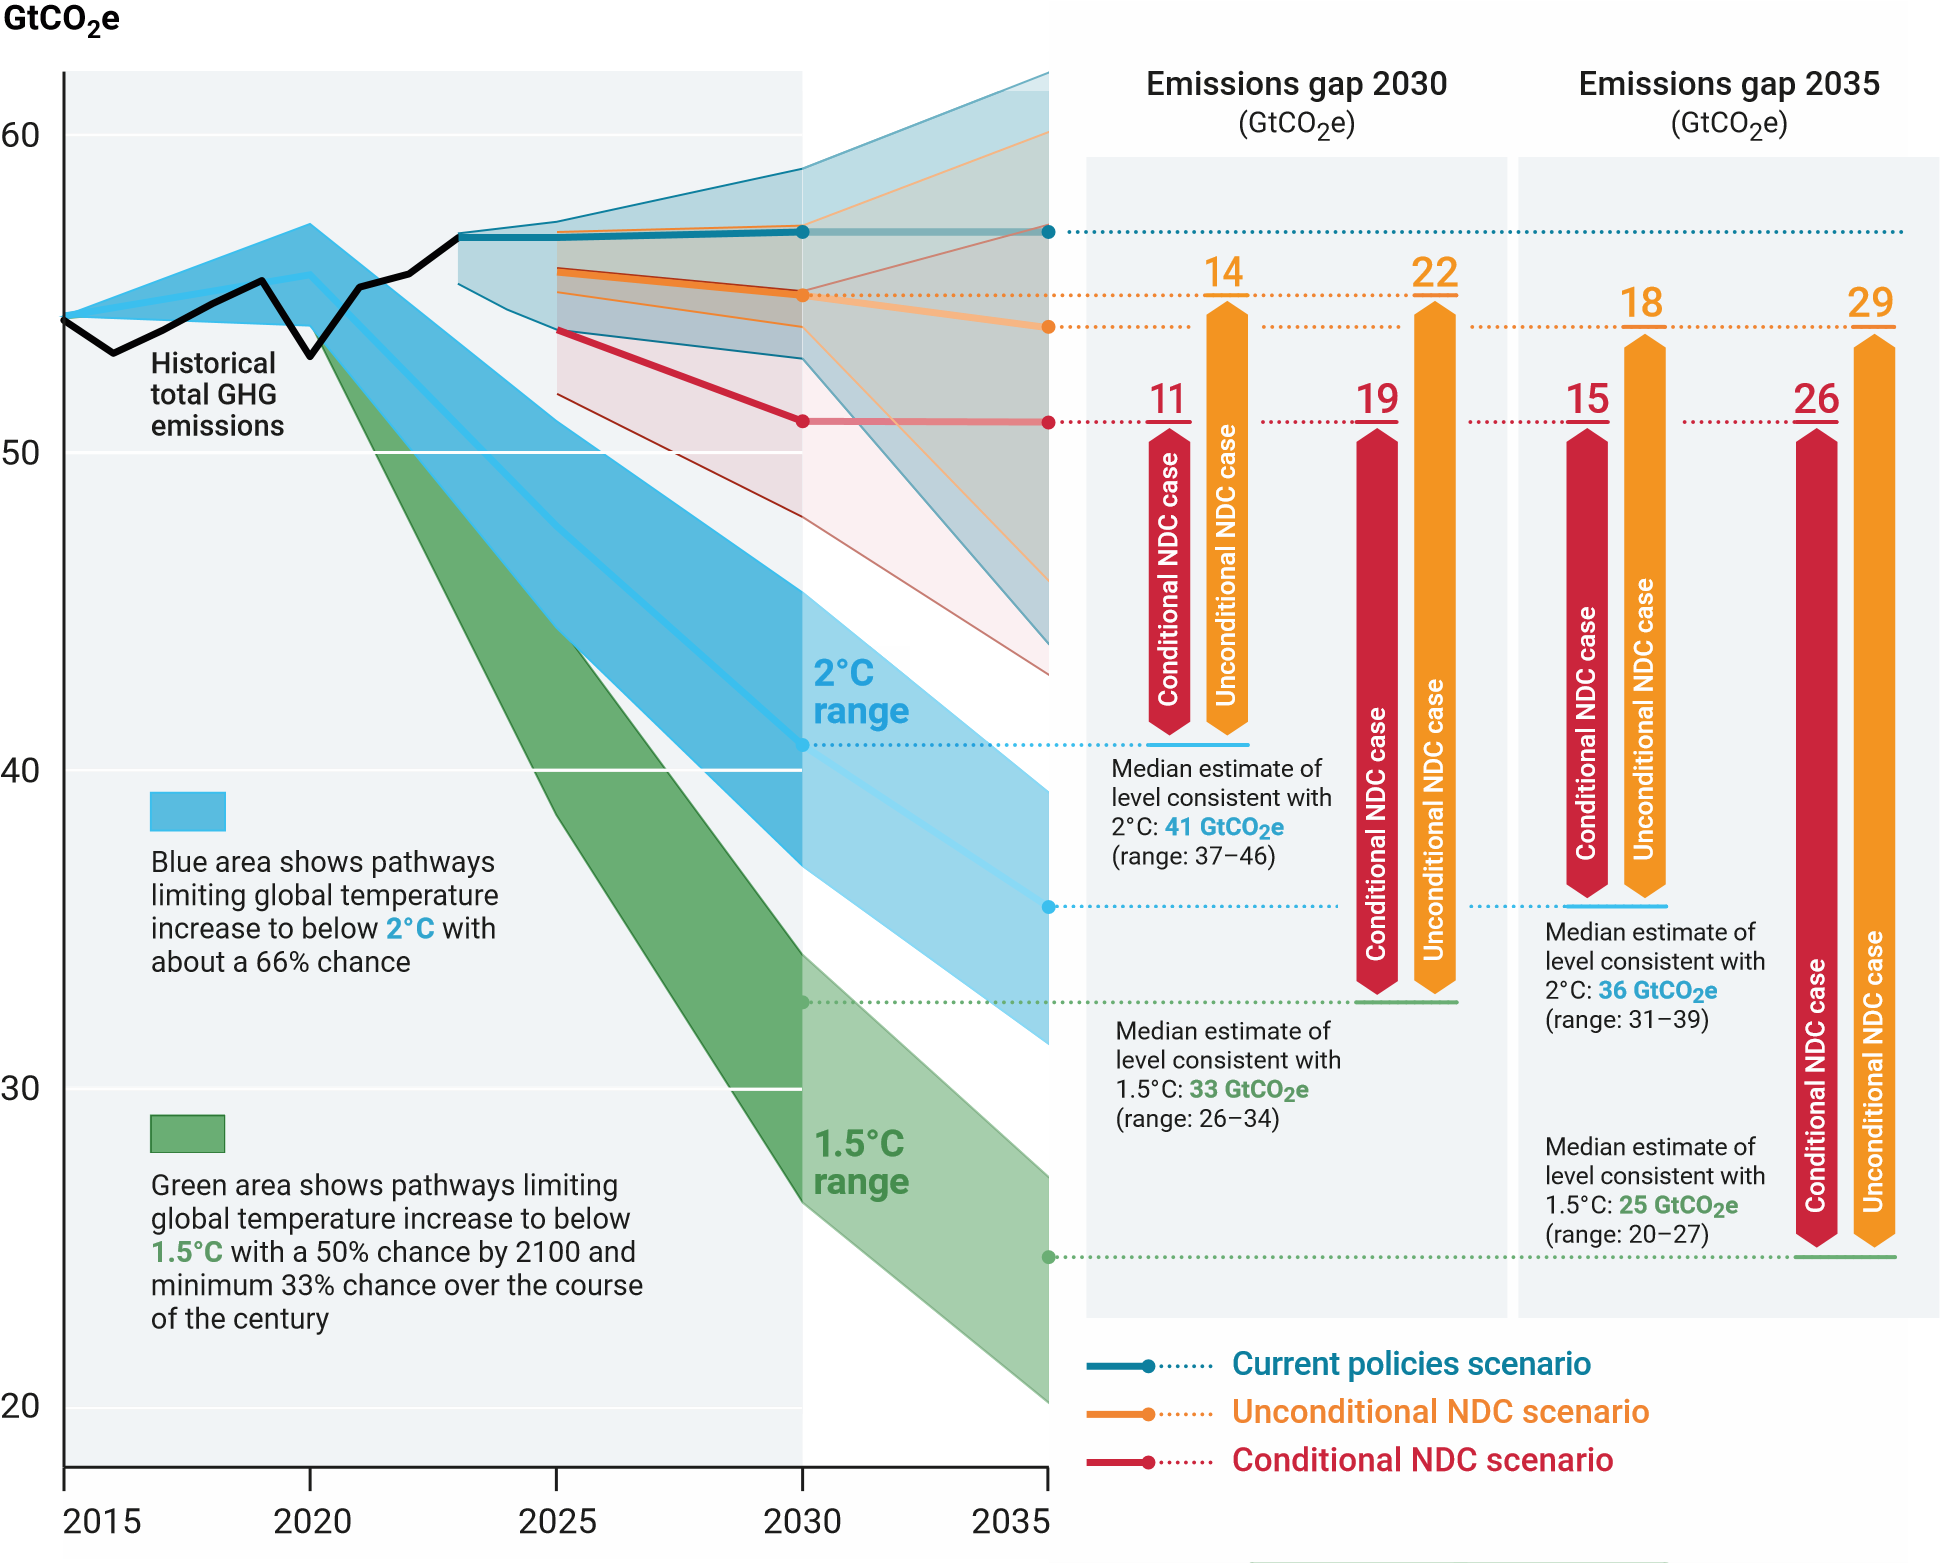 GtCO₂e
60
50
40
30
20
2015
2020
2025
2030
2035
Historical
total GHG
emissions
Blue area shows pathways
limiting global temperature
increase to below 2°C with
about a 66% chance
Green area shows pathways limiting
global temperature increase to below
1.5°C with a 50% chance by 2100 and
minimum 33% chance over the course
of the century
2°C
range
1.5°C
range
Emissions gap 2030
(GtCO₂e)
14
22
11
19
Conditional NDC case
Unconditional NDC case
Conditional NDC case
Unconditional NDC case
Median estimate of
level consistent with
2°C: 41 GtCO₂e
(range: 37–46)
Median estimate of
level consistent with
1.5°C: 33 GtCO₂e
(range: 26–34)
Emissions gap 2035
(GtCO₂e)
18
29
15
26
Conditional NDC case
Unconditional NDC case
Conditional NDC case
Unconditional NDC case
Median estimate of
level consistent with
2°C: 36 GtCO₂e
(range: 31–39)
Median estimate of
level consistent with
1.5°C: 25 GtCO₂e
(range: 20–27)
Current policies scenario
Unconditional NDC scenario
Conditional NDC scenario